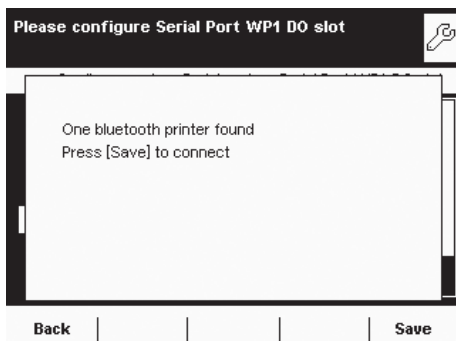 Please configure Serial Port WP1 DO slot
One bluetooth printer found
Press [Save] to connect
Back
Save